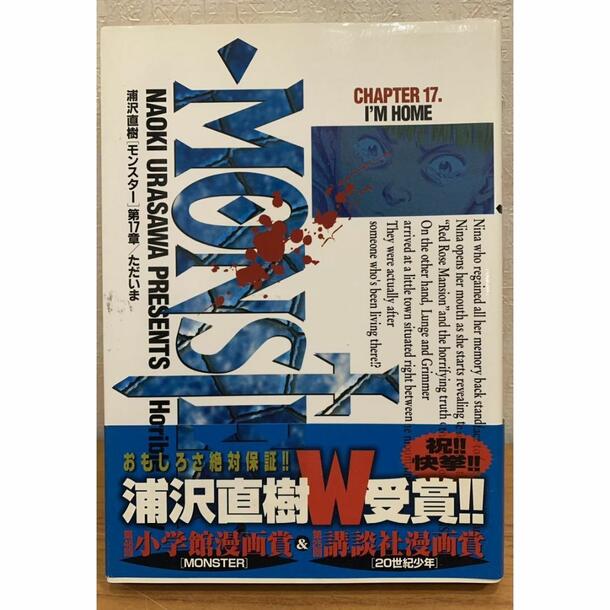 CHAPTER 17.
I'M HOME
MONSTE
浦沢直樹[モンスター]第17章/ただいま
NAOKI URASAWA PRESENTS
Nina who regained all her memory back
Nina opens her mouth as she starts revealing
"Red Rose Mansion" and the horrifying truth
On the other hand, Lunge and Grimmer
arrived at a little town situated right between
They were actually after
someone who's been living there!?
おもしろさ絶対保証!!
祝!!
快挙!!
浦沢直樹W受賞!!
小学館漫画賞
[MONSTER]
&
講談社漫画賞
[20世紀少年]